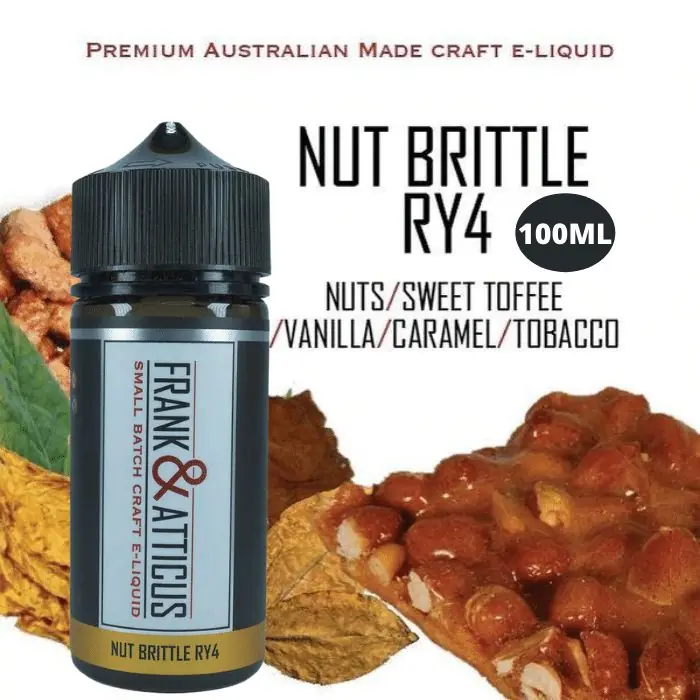 PREMIUM AUSTRALIAN MADE CRAFT E-LIQUID
NUT BRITTLE
RY4
100ML
NUTS/SWEET TOFFEE
/VANILLA/CARAMEL/TOBACCO
FRANK & ATTICUS
SMALL BATCH CRAFT E-LIQUID
NUT BRITTLE RY4